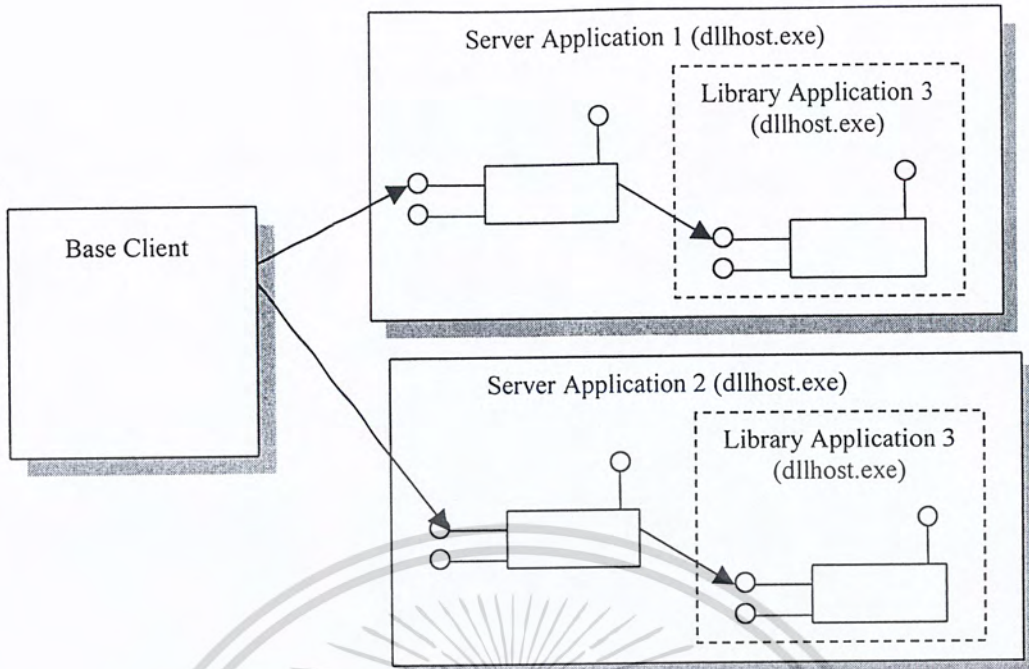 Server Application 1 (dllhost.exe)
Library Application 3
(dllhost.exe)
Base Client
Server Application 2 (dllhost.exe)
Library Application 3
(dllhost.exe)